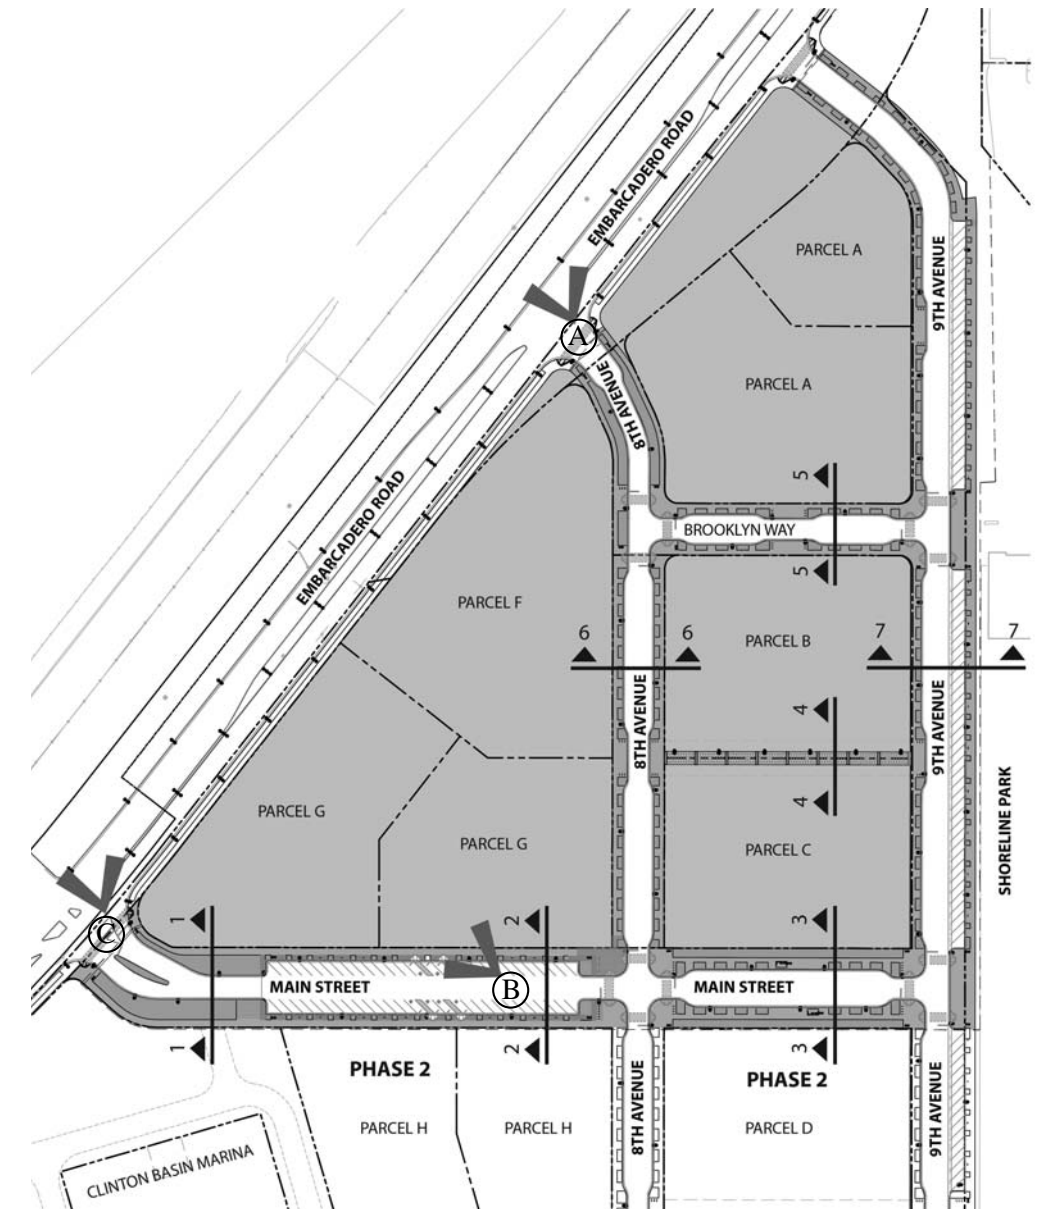 EMBARCADERO ROAD
PARCEL A
9TH AVENUE
A
8TH AVENUE
PARCEL A
5
BROOKLYN WAY
5
EMBARCADERO ROAD
PARCEL F
6
6
PARCEL B
7
7
8TH AVENUE
4
9TH AVENUE
4
PARCEL G
PARCEL G
PARCEL C
SHORELINE PARK
C
1
2
3
MAIN STREET
B
MAIN STREET
1
2
3
PHASE 2
PHASE 2
8TH AVENUE
9TH AVENUE
PARCEL H
PARCEL H
PARCEL D
CLINTON BASIN MARINA